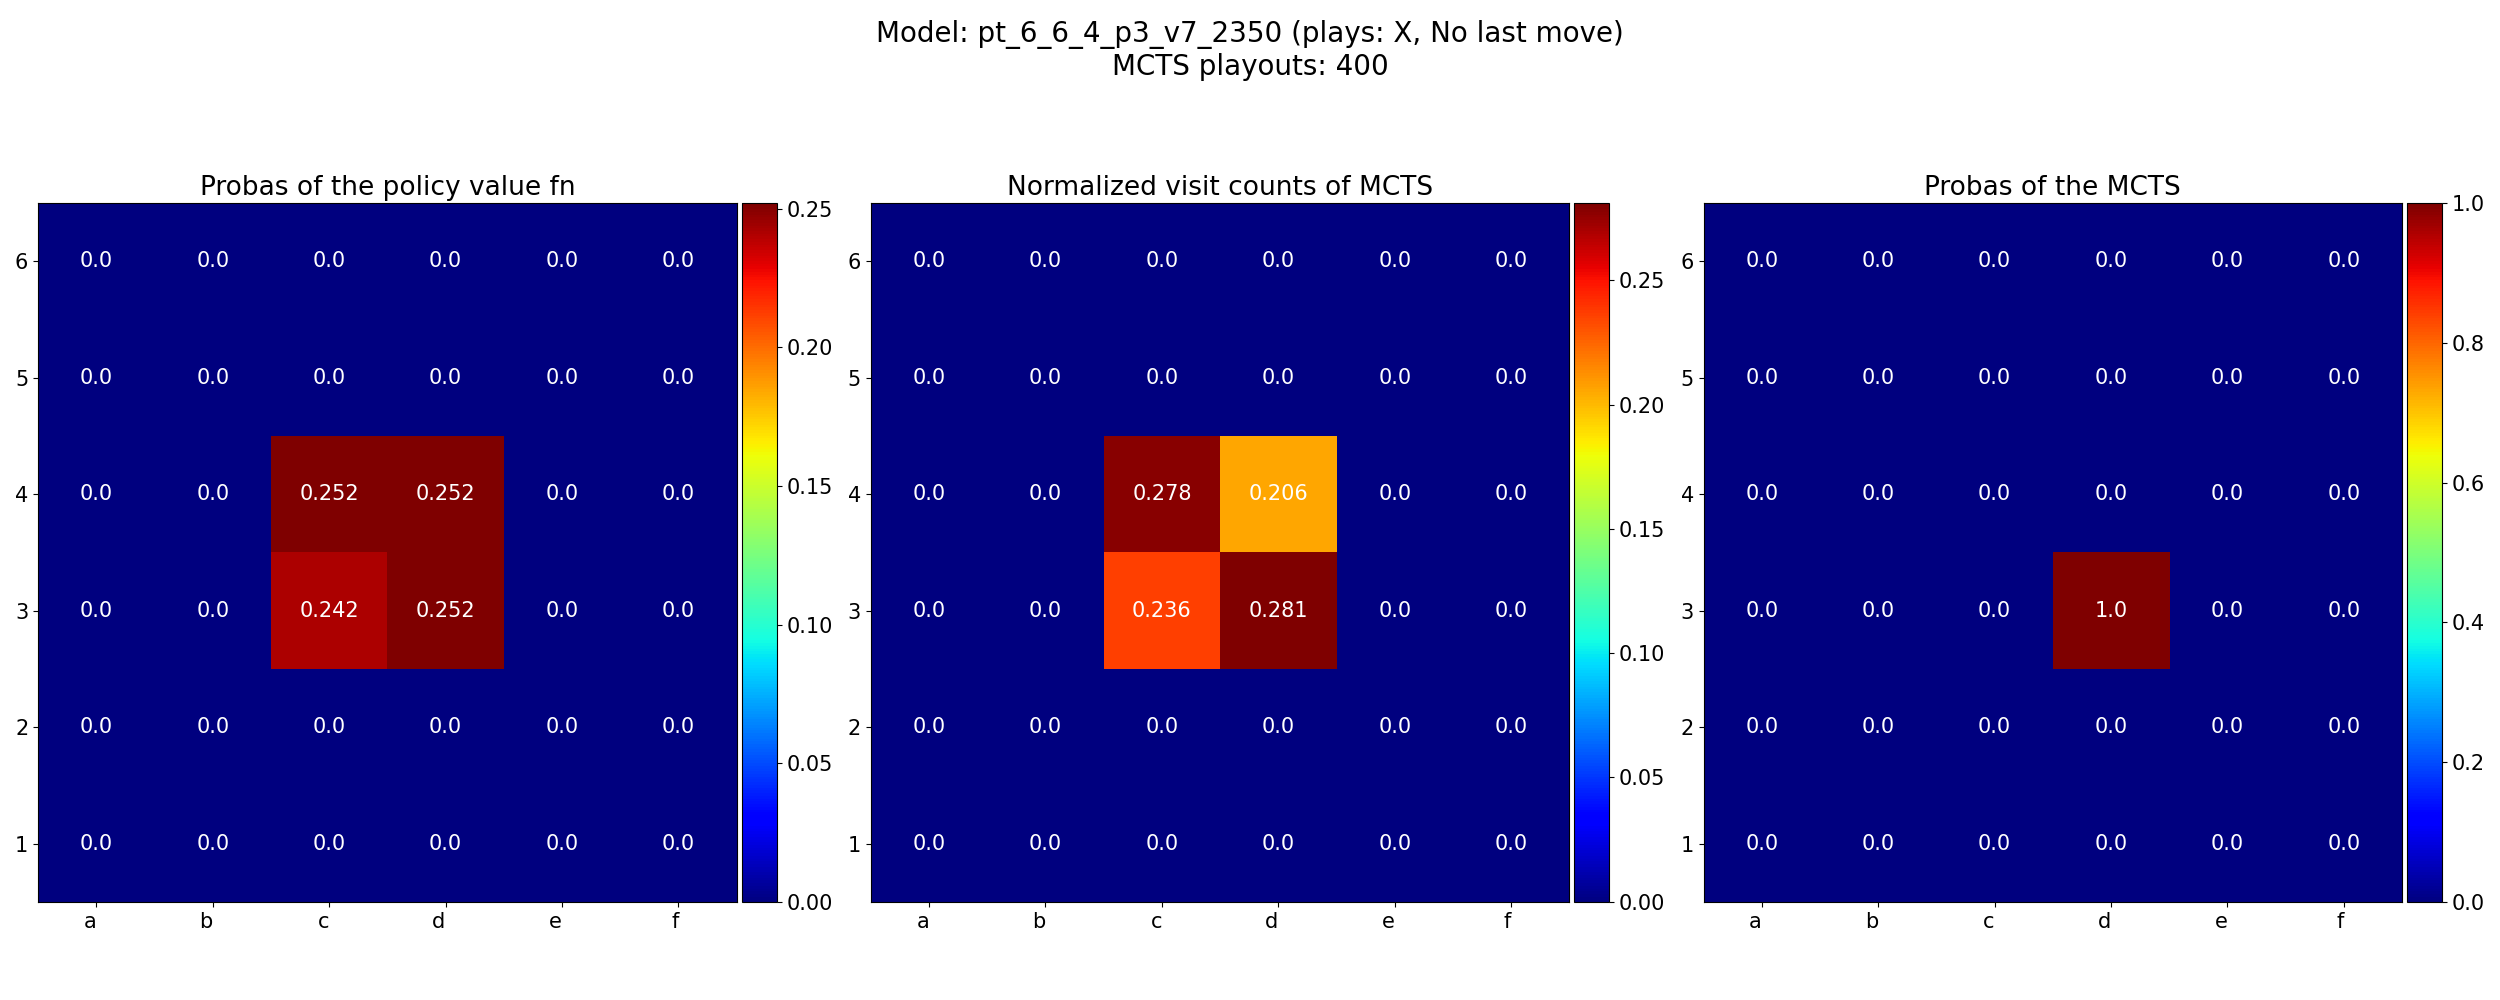 Model: pt_6_6_4_p3_v7_2350 (plays: X, No last move)
MCTS playouts: 400
Probas of the policy value fn
6 0.0 0.0 0.0 0.0 0.0 0.0
5 0.0 0.0 0.0 0.0 0.0 0.0
4 0.0 0.0 0.252 0.252 0.0 0.0
3 0.0 0.0 0.242 0.252 0.0 0.0
2 0.0 0.0 0.0 0.0 0.0 0.0
1 0.0 0.0 0.0 0.0 0.0 0.0
a b c d e f
0.25
0.20
0.15
0.10
0.05
0.00
Normalized visit counts of MCTS
6 0.0 0.0 0.0 0.0 0.0 0.0
5 0.0 0.0 0.0 0.0 0.0 0.0
4 0.0 0.0 0.278 0.206 0.0 0.0
3 0.0 0.0 0.236 0.281 0.0 0.0
2 0.0 0.0 0.0 0.0 0.0 0.0
1 0.0 0.0 0.0 0.0 0.0 0.0
a b c d e f
0.25
0.20
0.15
0.10
0.05
0.00
Probas of the MCTS
6 0.0 0.0 0.0 0.0 0.0 0.0
5 0.0 0.0 0.0 0.0 0.0 0.0
4 0.0 0.0 0.0 0.0 0.0 0.0
3 0.0 0.0 0.0 1.0 0.0 0.0
2 0.0 0.0 0.0 0.0 0.0 0.0
1 0.0 0.0 0.0 0.0 0.0 0.0
a b c d e f
1.0
0.8
0.6
0.4
0.2
0.0